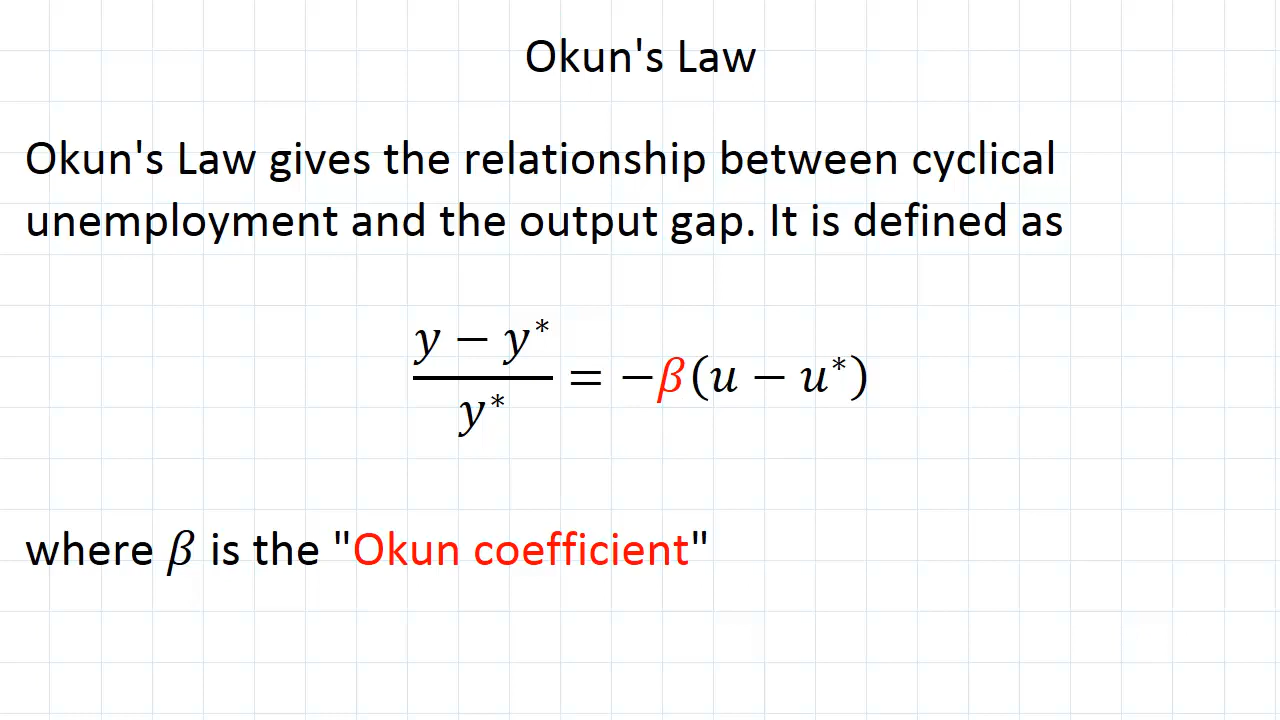 Okun's Law
Okun's Law gives the relationship between cyclical
unemployment and the output gap. It is defined as
\frac{y - y^*}{y^*} = -β(u - u^*)
where β is the "Okun coefficient"